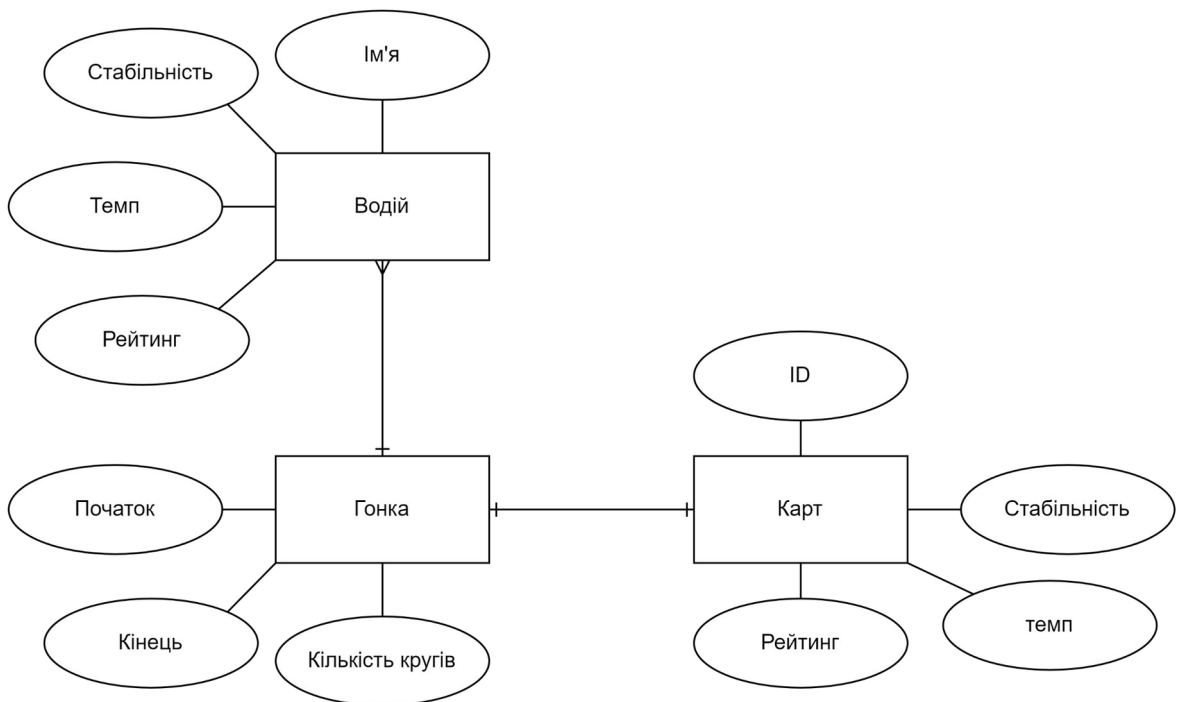 Ім'я
Стабільність
Темп
Водій
Рейтинг
ID
Початок
Гонка
Карт
Стабільність
Кінець
Кількість кругів
Рейтинг
темп